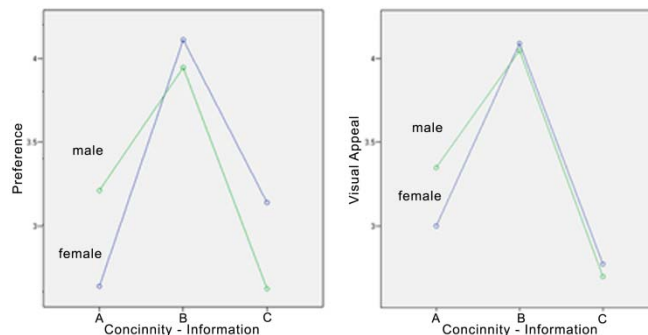 Preference
4
3.5
3
male
female
A B C
Concinnity - Information
Visual Appeal
4
3.5
3
male
female
A B C
Concinnity - Information